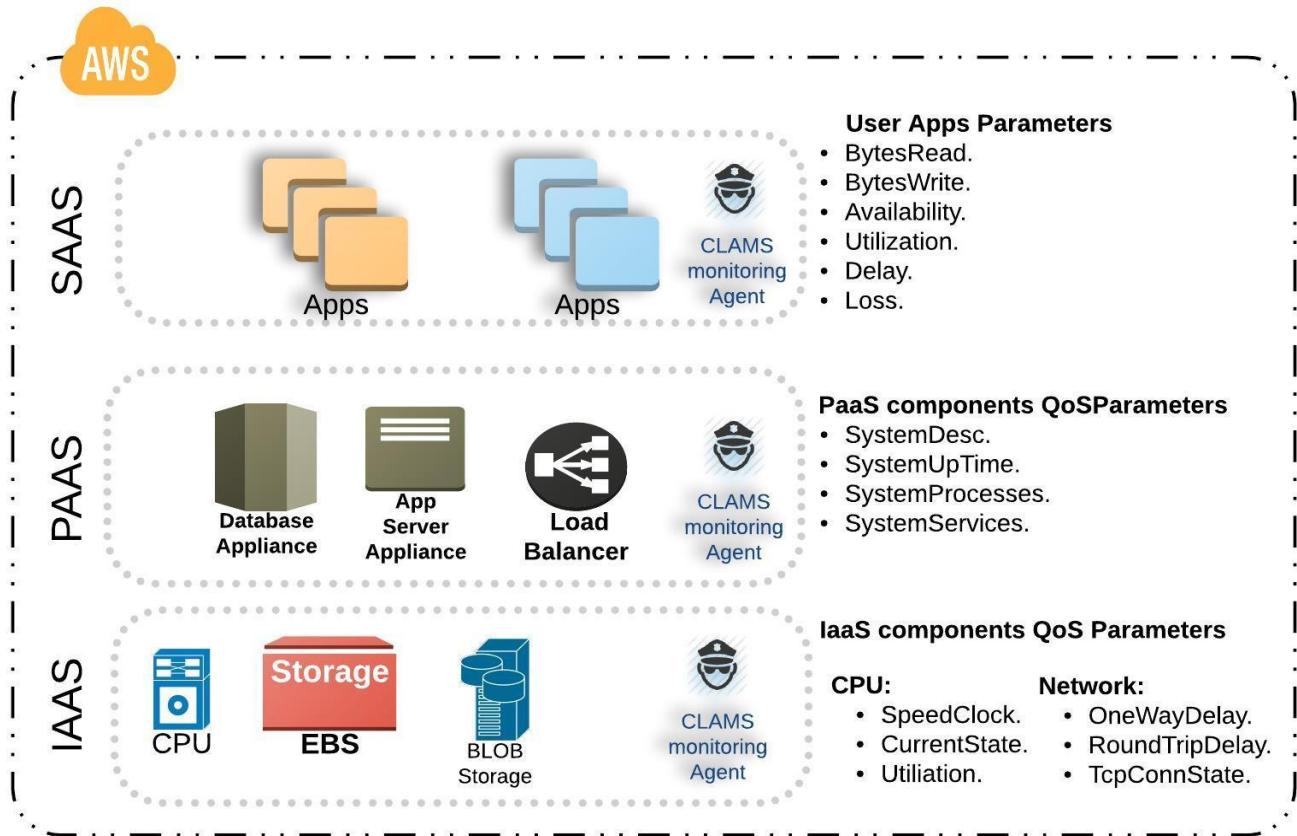 AWS
SAAS
Apps
Apps
CLAMS
monitoring
Agent
User Apps Parameters
• BytesRead.
• BytesWrite.
• Availability.
• Utilization.
• Delay.
• Loss.
PAAS
Database
Appliance
App
Server
Appliance
Load
Balancer
CLAMS
monitoring
Agent
PaaS components QoSParameters
• SystemDesc.
• SystemUpTime.
• SystemProcesses.
• SystemServices.
IAAS
CPU
Storage
EBS
BLOB
Storage
CLAMS
monitoring
Agent
IaaS components QoS Parameters
CPU:
• SpeedClock.
• CurrentState.
• Utiliation.
Network:
• OneWayDelay.
• RoundTripDelay.
• TcpConnState.